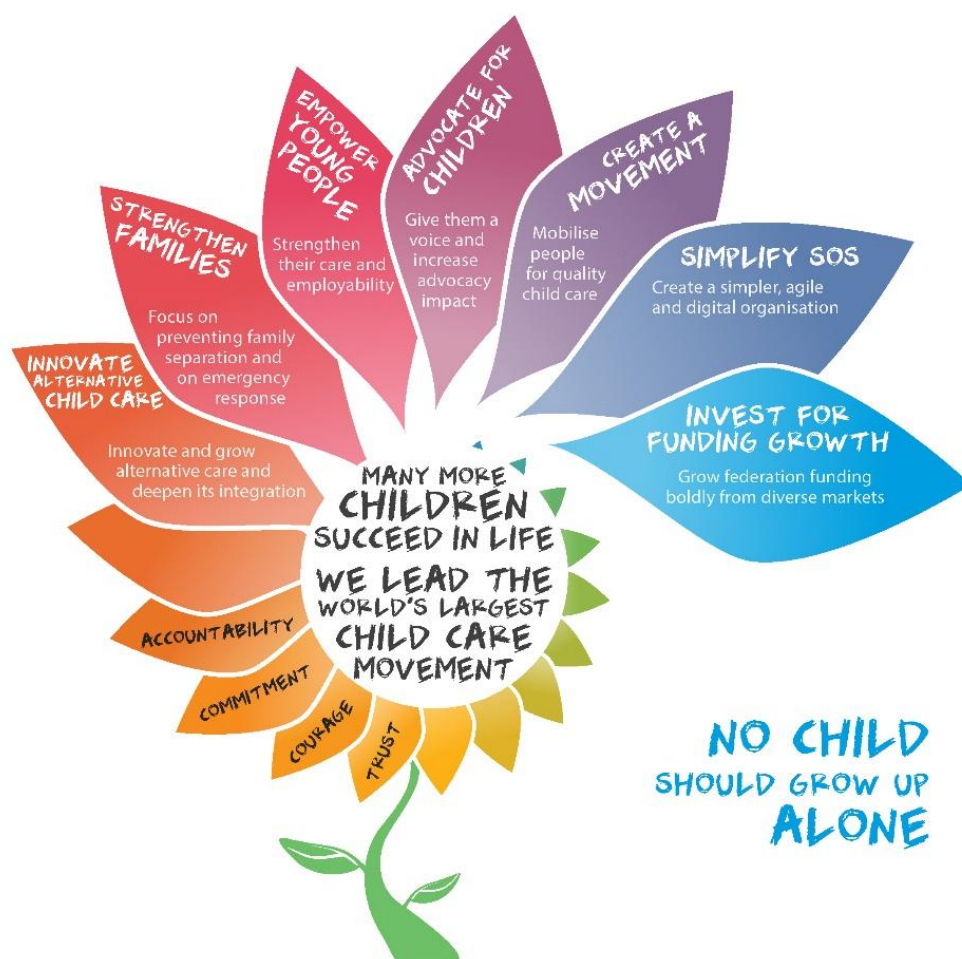 INNOVATE
ALTERNATIVE
CHILD CARE
Innovate and grow
alternative care and
deepen its integration
STRENGTHEN
FAMILIES
Focus on
preventing family
separation and
on emergency
response
EMPOWER
YOUNG
PEOPLE
Strengthen
their care and
employability
ADVOCATE FOR
CHILDREN
Give them a
voice and
increase
advocacy
impact
CREATE A
MOVEMENT
Mobilise
people
for quality
child care
SIMPLIFY SOS
Create a simpler, agile
and digital organisation
INVEST FOR
FUNDING GROWTH
Grow federation funding
boldly from diverse markets
MANY MORE
CHILDREN
SUCCEED IN LIFE
WE LEAD THE
WORLD'S LARGEST
CHILD CARE
MOVEMENT
ACCOUNTABILITY
COMMITMENT
COURAGE
TRUST
NO CHILD
SHOULD GROW UP
ALONE